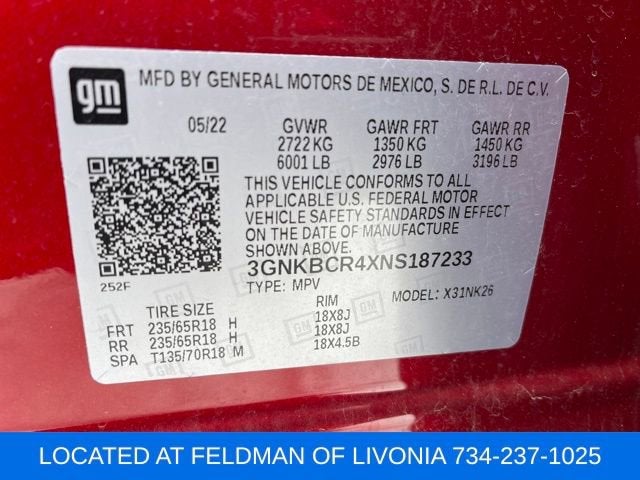 gm
MFD BY GENERAL MOTORS DE MEXICO, S. DE R.L. DE C.V.
05/22 GVWR GAWR FRT GAWR RR
2722 KG 1350 KG 1450 KG
6001 LB 2976 LB 3196 LB
THIS VEHICLE CONFORMS TO ALL
APPLICABLE U.S. FEDERAL MOTOR
VEHICLE SAFETY STANDARDS IN EFFECT
ON THE DATE OF MANUFACTURE
SHOWN ABOVE.
3GNKBCR4XNS187233
252F
TYPE: MPV MODEL: X31NK26
TIRE SIZE RIM
FRT 235/65R18 H 18X8J
RR 235/65R18 H 18X8J
SPA T135/70R18 M 18X4.5B
LOCATED AT FELDMAN OF LIVONIA 734-237-1025